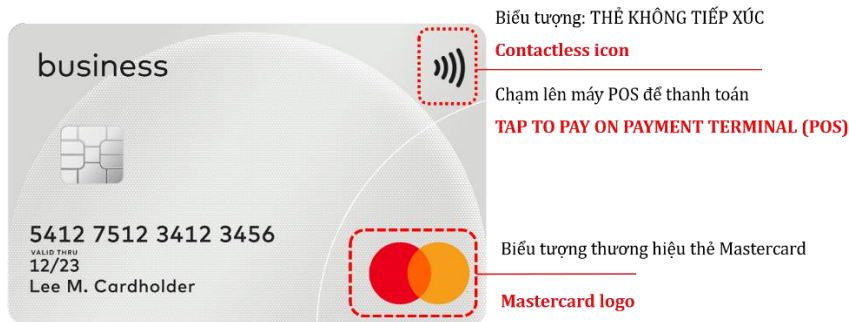 business
5412 7512 3412 3456
VALID THRU
12/23
Lee M. Cardholder
Biểu tượng: THẺ KHÔNG TIẾP XÚC
Contactless icon
Chạm lên máy POS để thanh toán
TAP TO PAY ON PAYMENT TERMINAL (POS)
Biểu tượng thương hiệu thẻ Mastercard
Mastercard logo